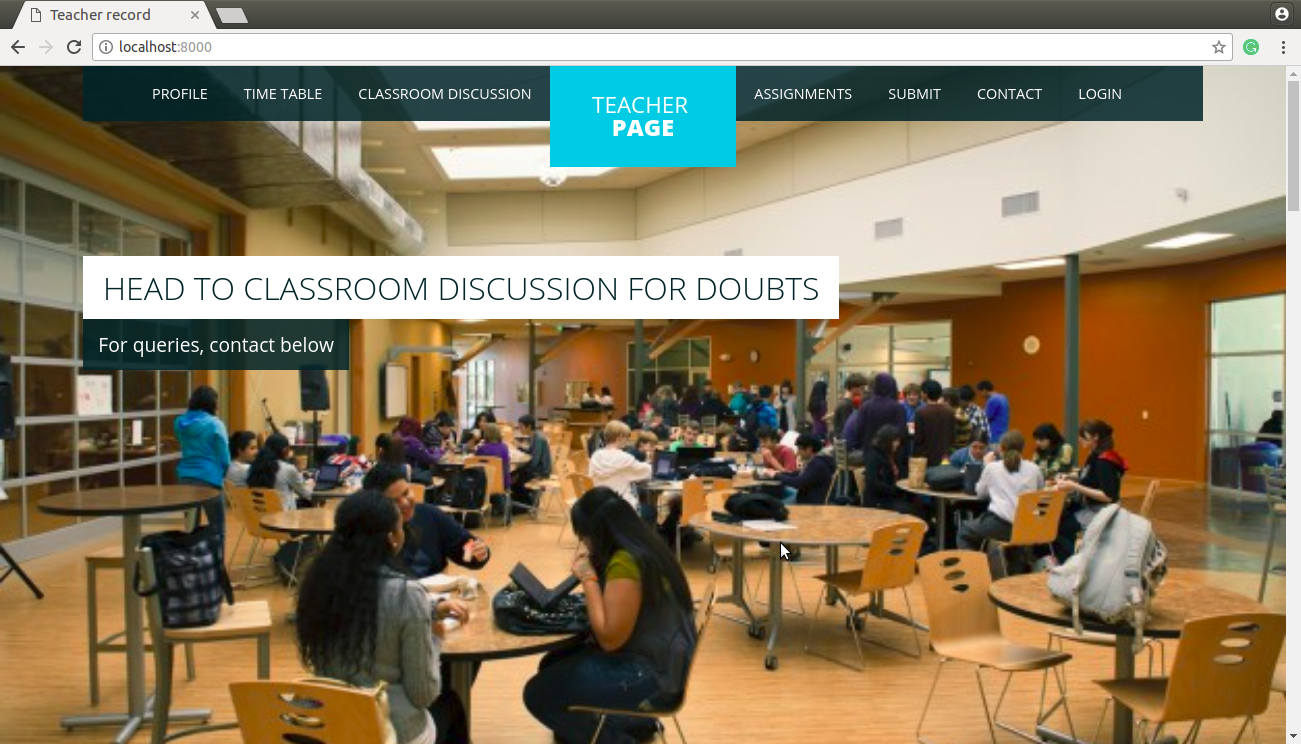 Teacher record
localhost:8000
PROFILE TIME TABLE CLASSROOM DISCUSSION
TEACHER
PAGE
ASSIGNMENTS SUBMIT CONTACT LOGIN
HEAD TO CLASSROOM DISCUSSION FOR DOUBTS
For queries, contact below